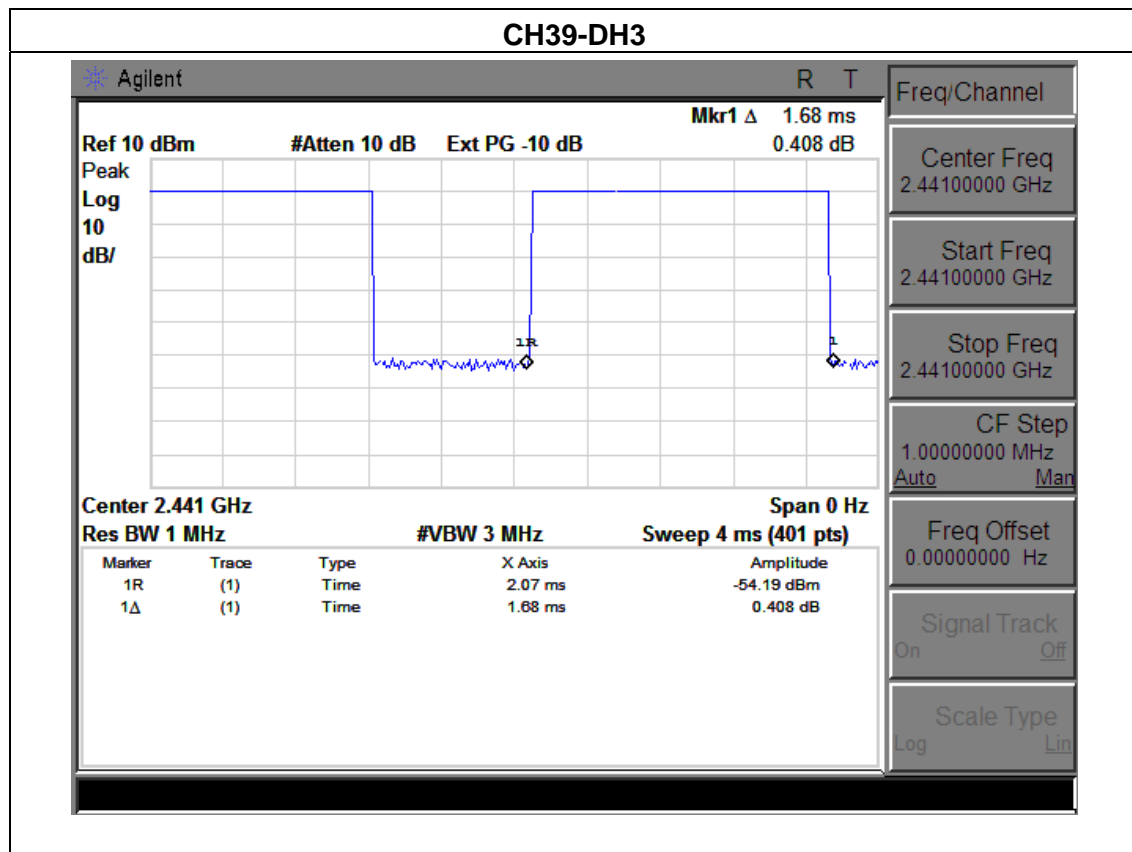 CH39-DH3
Agilent R T
Mkr1 Δ 1.68 ms
Ref 10 dBm #Atten 10 dB Ext PG -10 dB 0.408 dB
Peak
Log
10
dB/
1R
1
Center 2.441 GHz Span 0 Hz
Res BW 1 MHz #VBW 3 MHz Sweep 4 ms (401 pts)
Marker Trace Type X Axis Amplitude
1R (1) Time 2.07 ms -54.19 dBm
1Δ (1) Time 1.68 ms 0.408 dB
Freq/Channel
Center Freq
2.44100000 GHz
Start Freq
2.44100000 GHz
Stop Freq
2.44100000 GHz
CF Step
1.00000000 MHz
Auto Man
Freq Offset
0.00000000 Hz
Signal Track
On Off
Scale Type
Log Lin